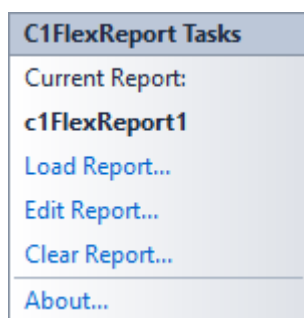 C1FlexReport Tasks
Current Report:
c1FlexReport1
Load Report...
Edit Report...
Clear Report...
About...